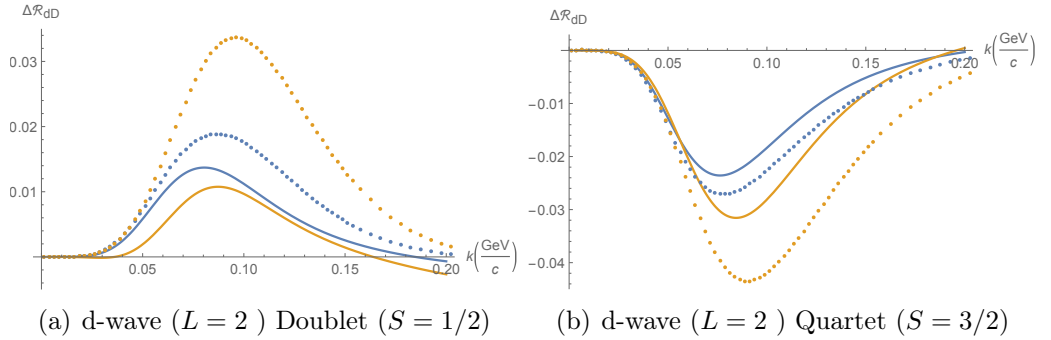 Δℛ_dD
0.03
0.02
0.01
0.05
0.10
0.15
0.20
k(GeV/c)
Δℛ_dD
0.05
0.10
0.15
0.20
k(GeV/c)
−0.01
−0.02
−0.03
−0.04
(a) d-wave (L = 2 ) Doublet (S = 1/2)
(b) d-wave (L = 2 ) Quartet (S = 3/2)